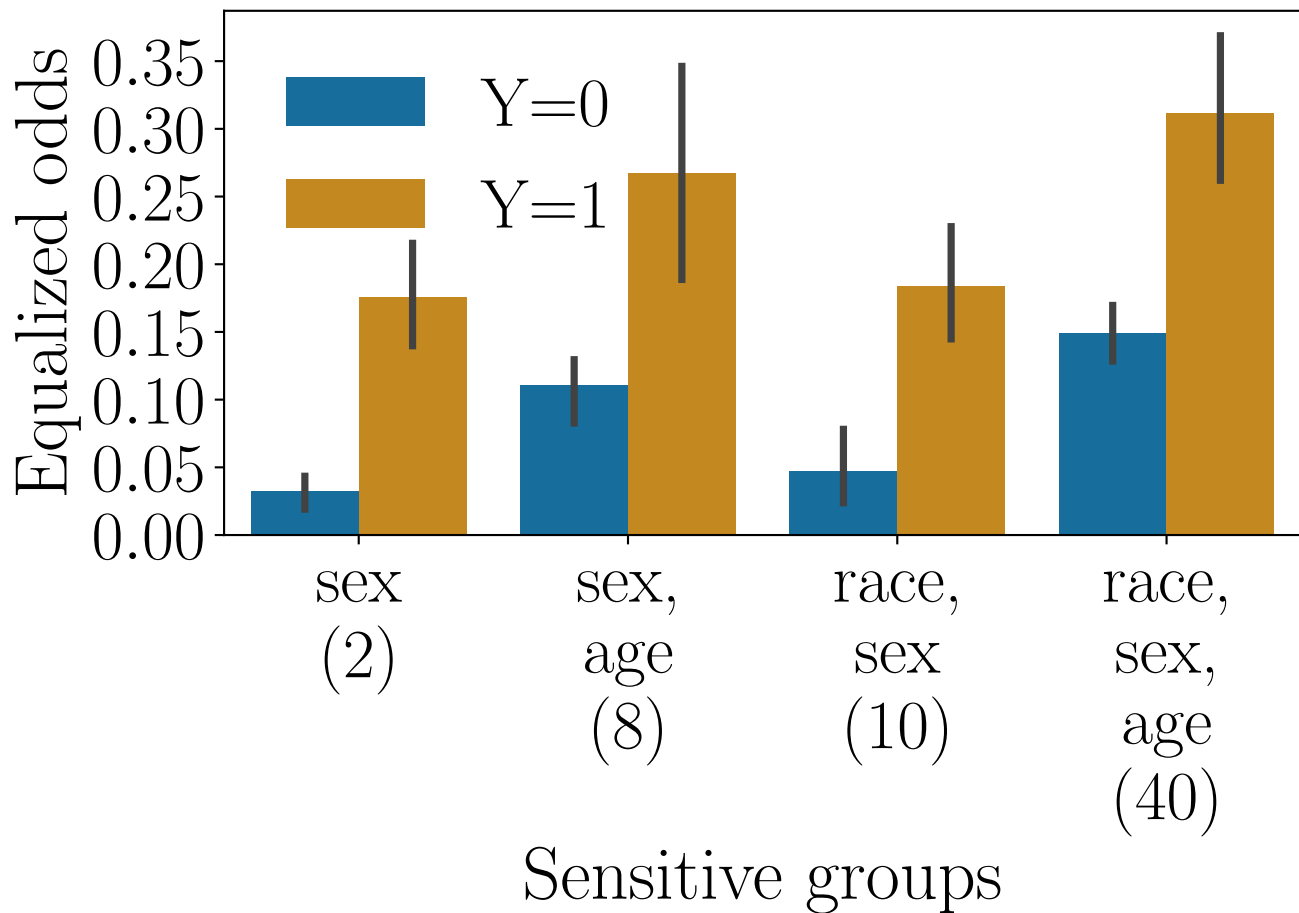 Equalized odds
0.35
0.30
0.25
0.20
0.15
0.10
0.05
0.00
Y=0
Y=1
sex
(2)
sex,
age
(8)
race,
sex
(10)
race,
sex,
age
(40)
Sensitive groups